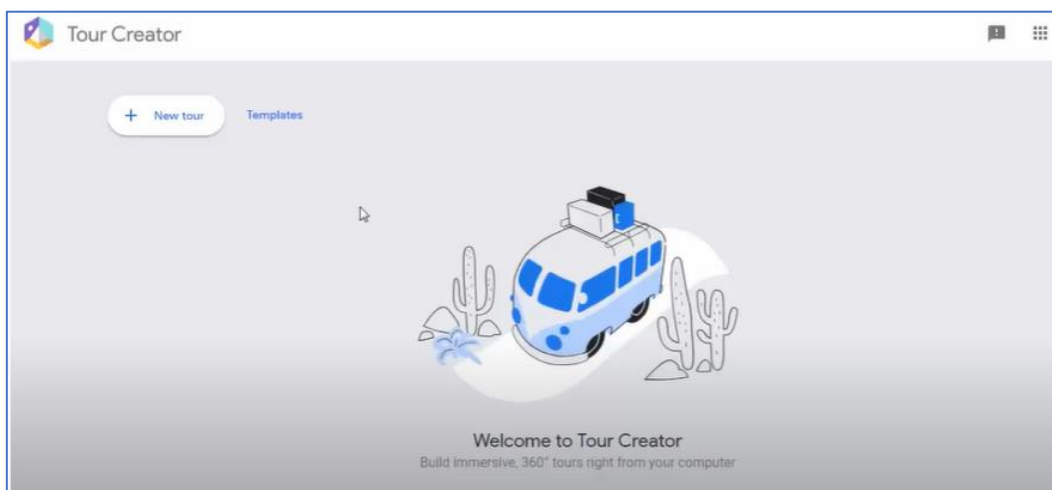 Tour Creator
+ New tour
Templates
Welcome to Tour Creator
Build immersive, 360° tours right from your computer